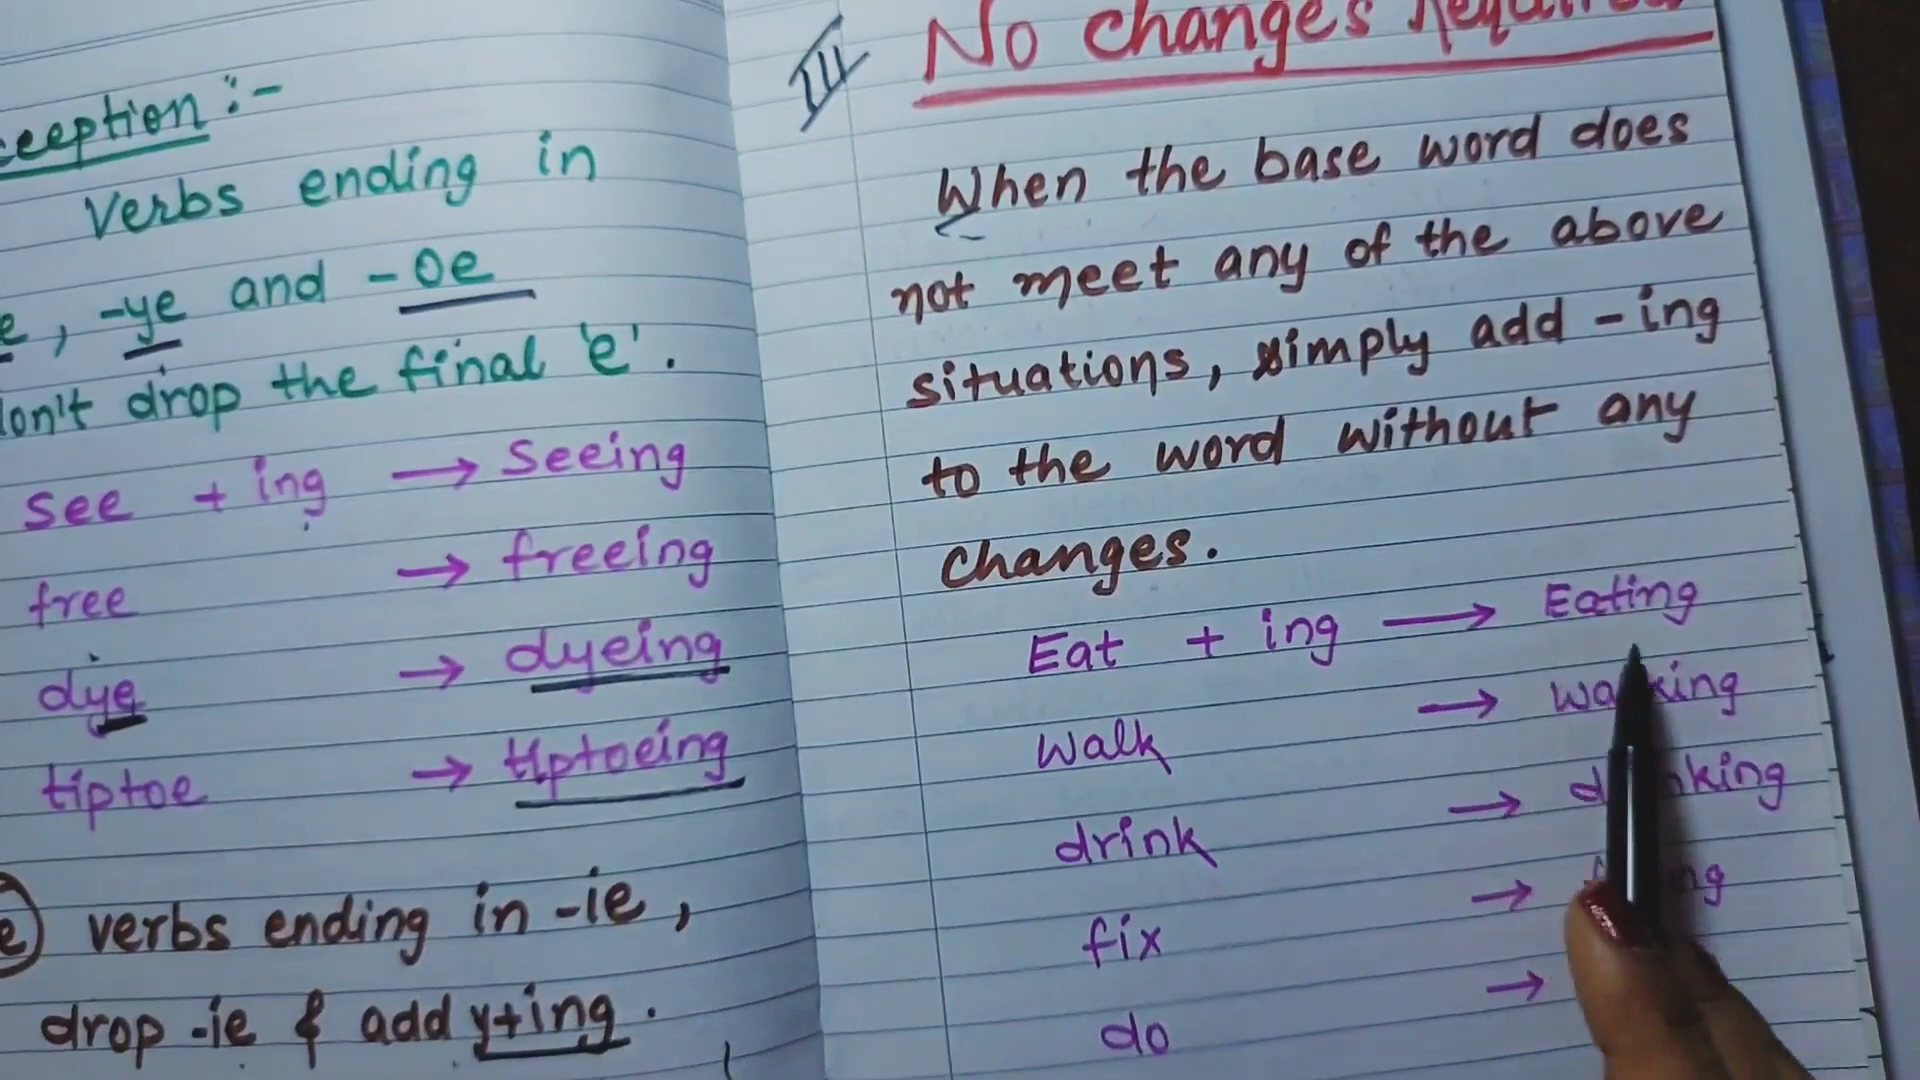 Verbs ending in
, -ye and -oe
drop the final 'e'.
see + ing → seeing
free → freeing
dye → dyeing
tiptoe → tiptoeing
e verbs ending in -ie,
drop -ie & add y+ing.
III No changes
When the base word does
not meet any of the above
situations, simply add -ing
to the word without any
changes.
Eat + ing → Eating
walk →
drink →
fix →
do →